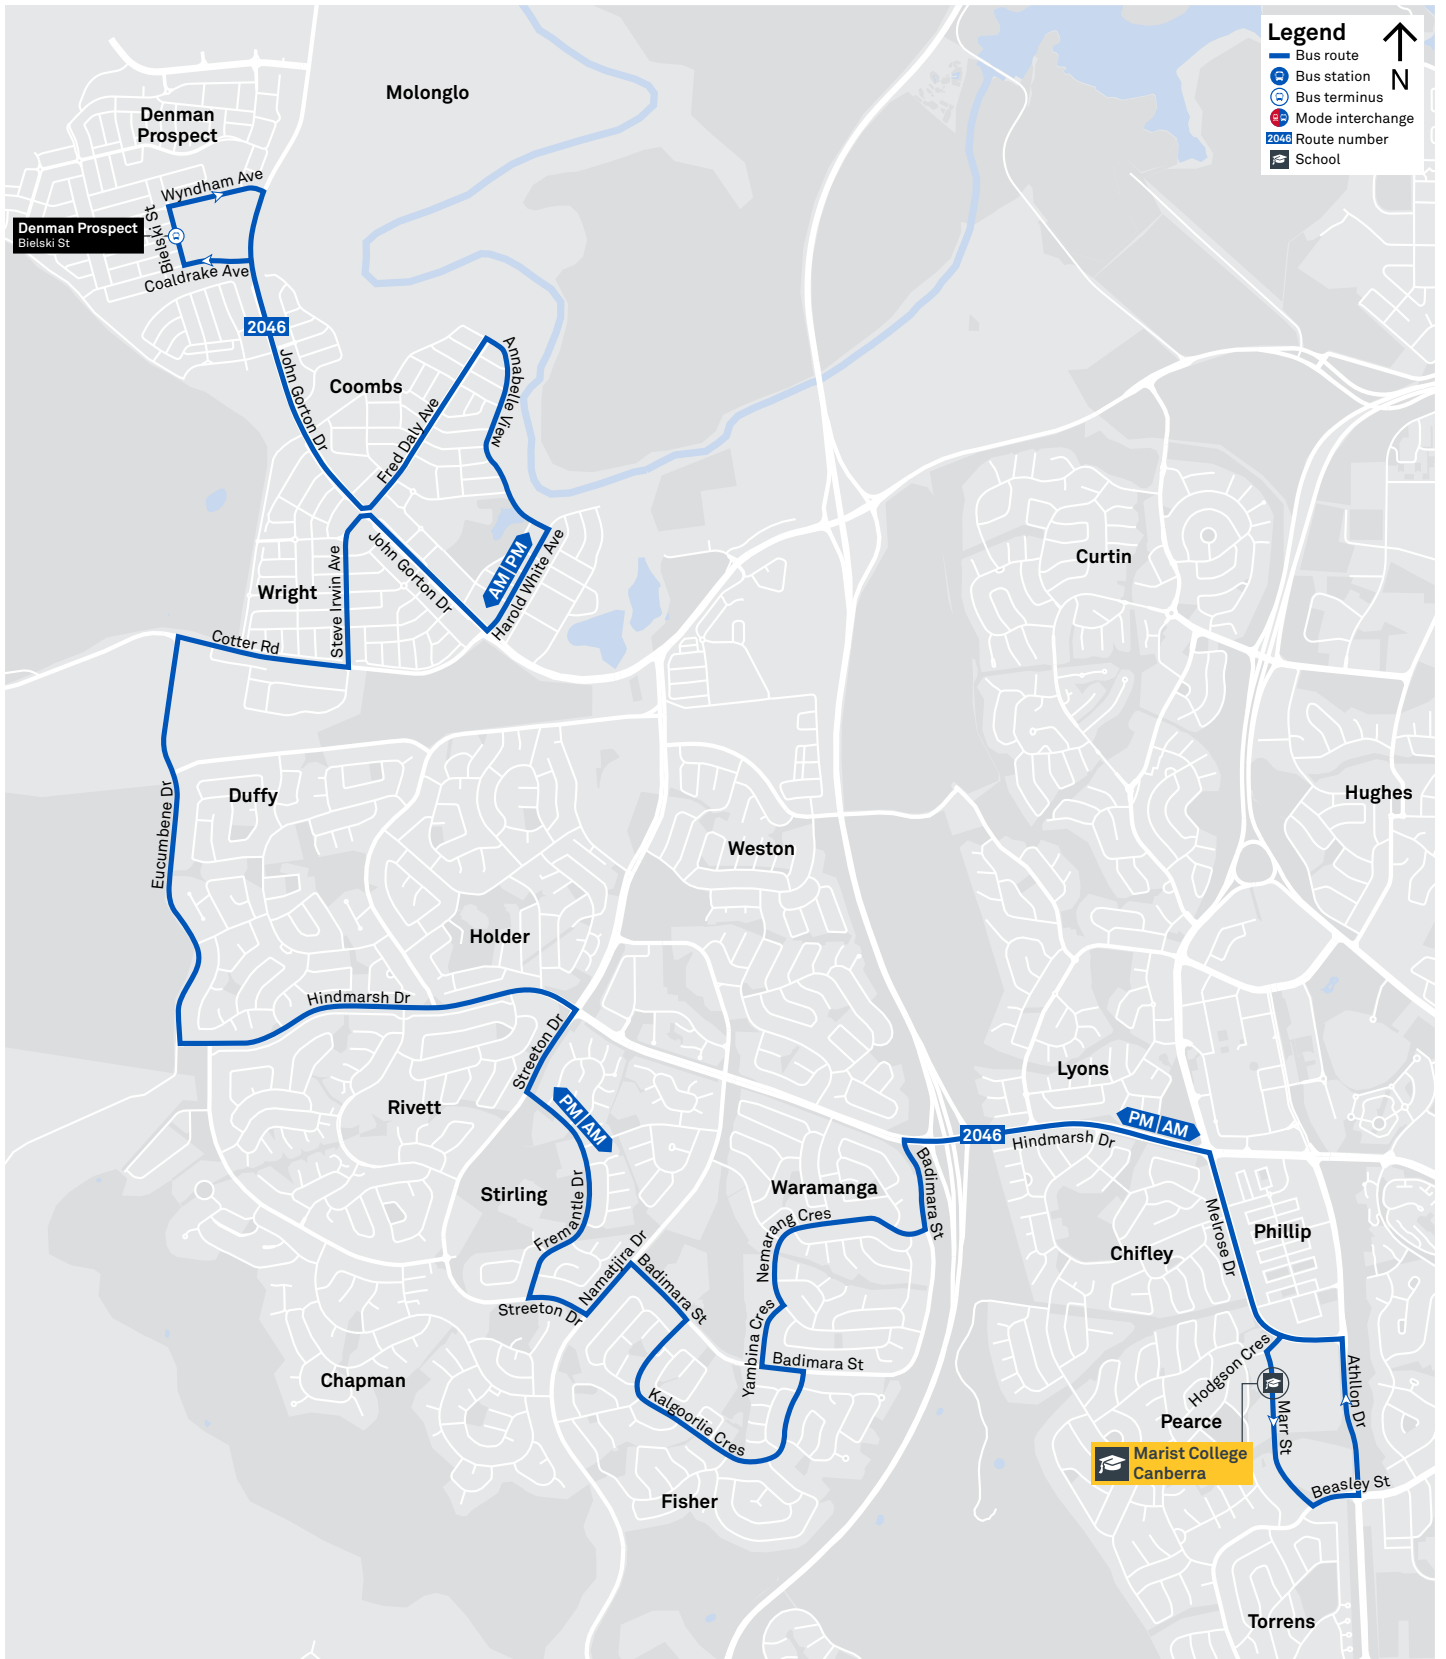 Legend
Bus route
Bus station
N
Bus terminus
Mode interchange
2046 Route number
School
Molonglo
Denman
Prospect
Wyndham Ave
Bielski St
Denman Prospect
Bielski St
Coaldrake Ave
2046
John Gorton Dr
Coombs
Annabelle View
Fred Daly Ave
John Gorton Dr
AM | PM
Harold White Ave
Wright
Steve Irwin Ave
Cotter Rd
Curtin
Hughes
Duffy
Eucumbene Dr
Weston
Holder
Hindmarsh Dr
Streeton Dr
Lyons
Rivett
PM | AM
PM | AM
2046
Hindmarsh Dr
Badimara St
Waramanga
Stirling
Fremantle Dr
Nemarang Cres
Melrose Dr
Phillip
Chifley
Namatjira Dr
Badimara St
Streeton Dr
Yambina Cres
Badimara St
Hodgson Cres
Athllon Dr
Chapman
Kalgoorlie Cres
Pearce
Marr St
Marist College
Canberra
Beasley St
Fisher
Torrens